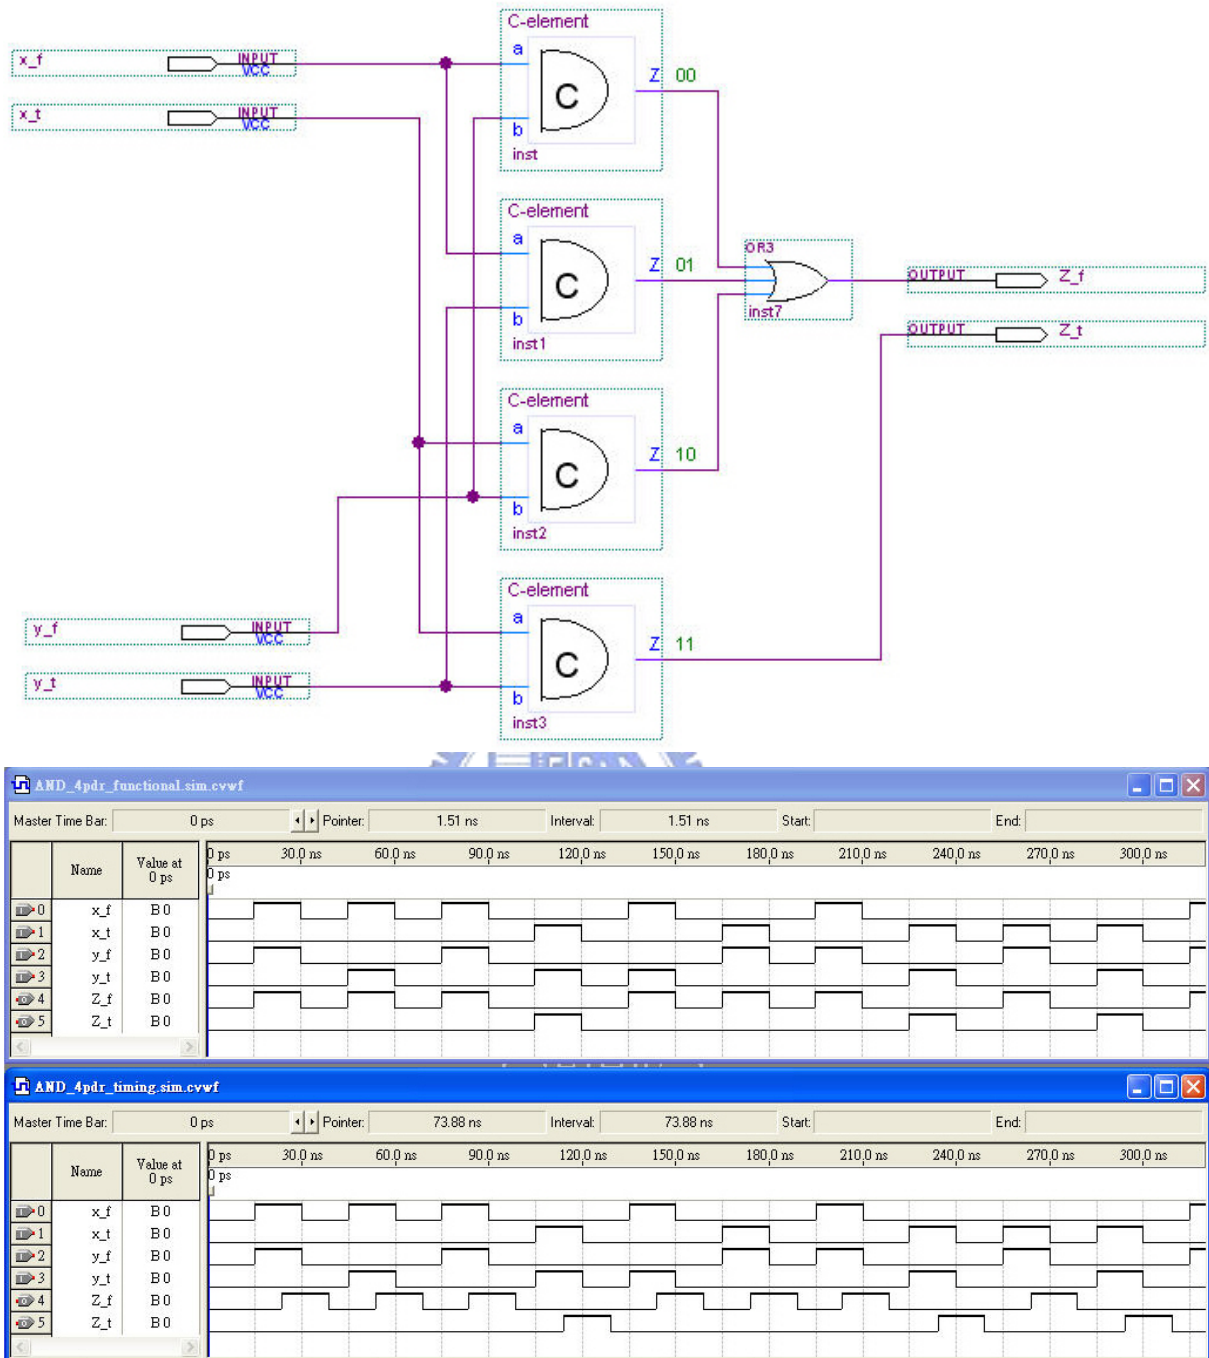 C-element
x_f INPUT VCC
a
Z 00
C
x_t INPUT VCC
b
inst
C-element
a
Z 01
C
OR3
OUTPUT Z_f
b
inst7
inst1
OUTPUT Z_t
C-element
a
Z 10
C
b
inst2
C-element
a
y_f INPUT VCC
Z 11
C
y_t INPUT VCC
b
inst3
AND_4pdr_functional.sim.cvwf
Master Time Bar: 0 ps Pointer: 1.51 ns Interval: 1.51 ns Start: End:
Name Value at 0 ps
0 ps 30.0 ns 60.0 ns 90.0 ns 120.0 ns 150.0 ns 180.0 ns 210.0 ns 240.0 ns 270.0 ns 300.0 ns
0 ps
0 x_f B 0
1 x_t B 0
2 y_f B 0
3 y_t B 0
4 Z_f B 0
5 Z_t B 0
AND_4pdr_timing.sim.cvwf
Master Time Bar: 0 ps Pointer: 73.88 ns Interval: 73.88 ns Start: End:
Name Value at 0 ps
0 ps 30.0 ns 60.0 ns 90.0 ns 120.0 ns 150.0 ns 180.0 ns 210.0 ns 240.0 ns 270.0 ns 300.0 ns
0 ps
0 x_f B 0
1 x_t B 0
2 y_f B 0
3 y_t B 0
4 Z_f B 0
5 Z_t B 0